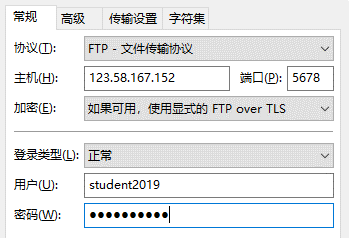 常规 高级 传输设置 字符集
协议(T): FTP - 文件传输协议
主机(H): 123.58.167.152 端口(P): 5678
加密(E): 如果可用，使用显式的 FTP over TLS
登录类型(L): 正常
用户(U): student2019
密码(W): ●●●●●●●●●●